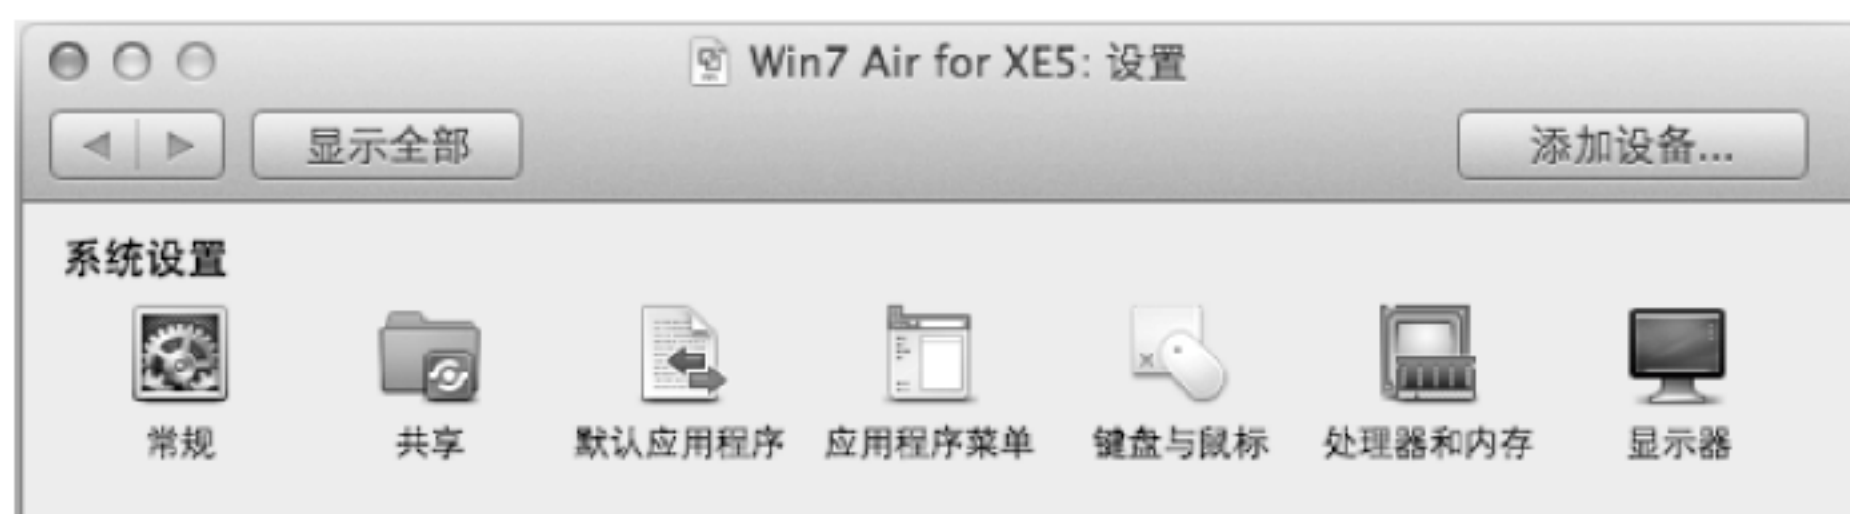 Win7 Air for XE5: 设置
显示全部 添加设备...
系统设置
常规 共享 默认应用程序 应用程序菜单 键盘与鼠标 处理器和内存 显示器